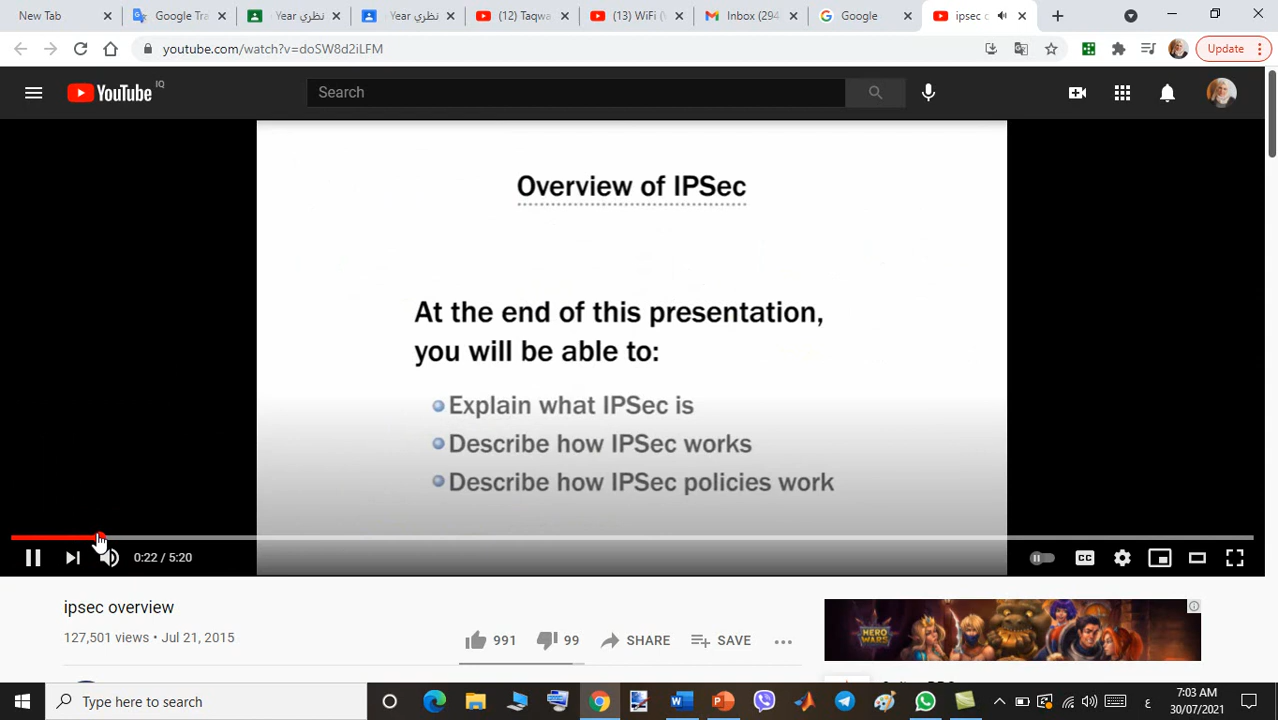 New Tab
Google Tra
نظري Year
نظري Year
(12) Taqwa
(13) WiFi (
Inbox (294
Google
ipsec c
youtube.com/watch?v=doSW8d2iLFM
Update
YouTube IQ
Search
Overview of IPSec
At the end of this presentation,
you will be able to:
Explain what IPSec is
Describe how IPSec works
Describe how IPSec policies work
0:22 / 5:20
CC
ipsec overview
127,501 views • Jul 21, 2015
991
99
SHARE
SAVE
HERO
WARS
Type here to search
ع
7:03 AM
30/07/2021